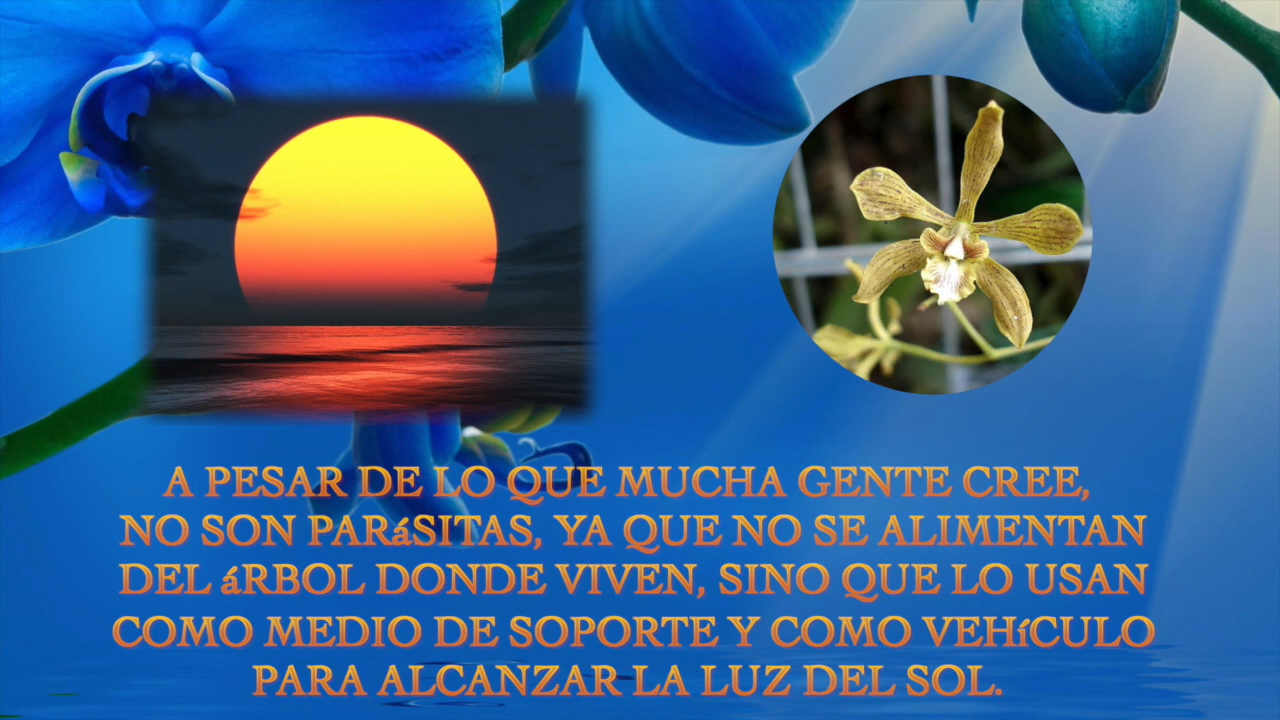 A PESAR DE LO QUE MUCHA GENTE CREE,
NO SON PARáSITAS, YA QUE NO SE ALIMENTAN
DEL áRBOL DONDE VIVEN, SINO QUE LO USAN
COMO MEDIO DE SOPORTE Y COMO VEHíCULO
PARA ALCANZAR LA LUZ DEL SOL.